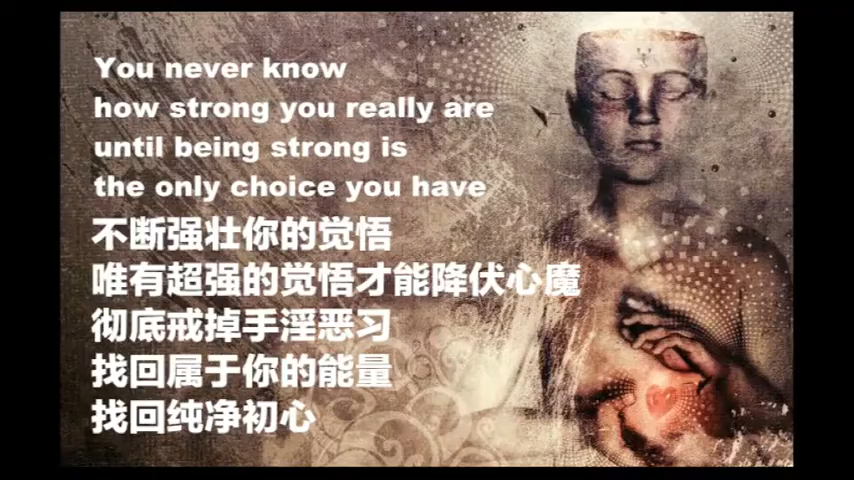 You never know
how strong you really are
until being strong is
the only choice you have
不断强壮你的觉悟
唯有超强的觉悟才能降伏心魔
彻底戒掉手淫恶习
找回属于你的能量
找回纯净初心